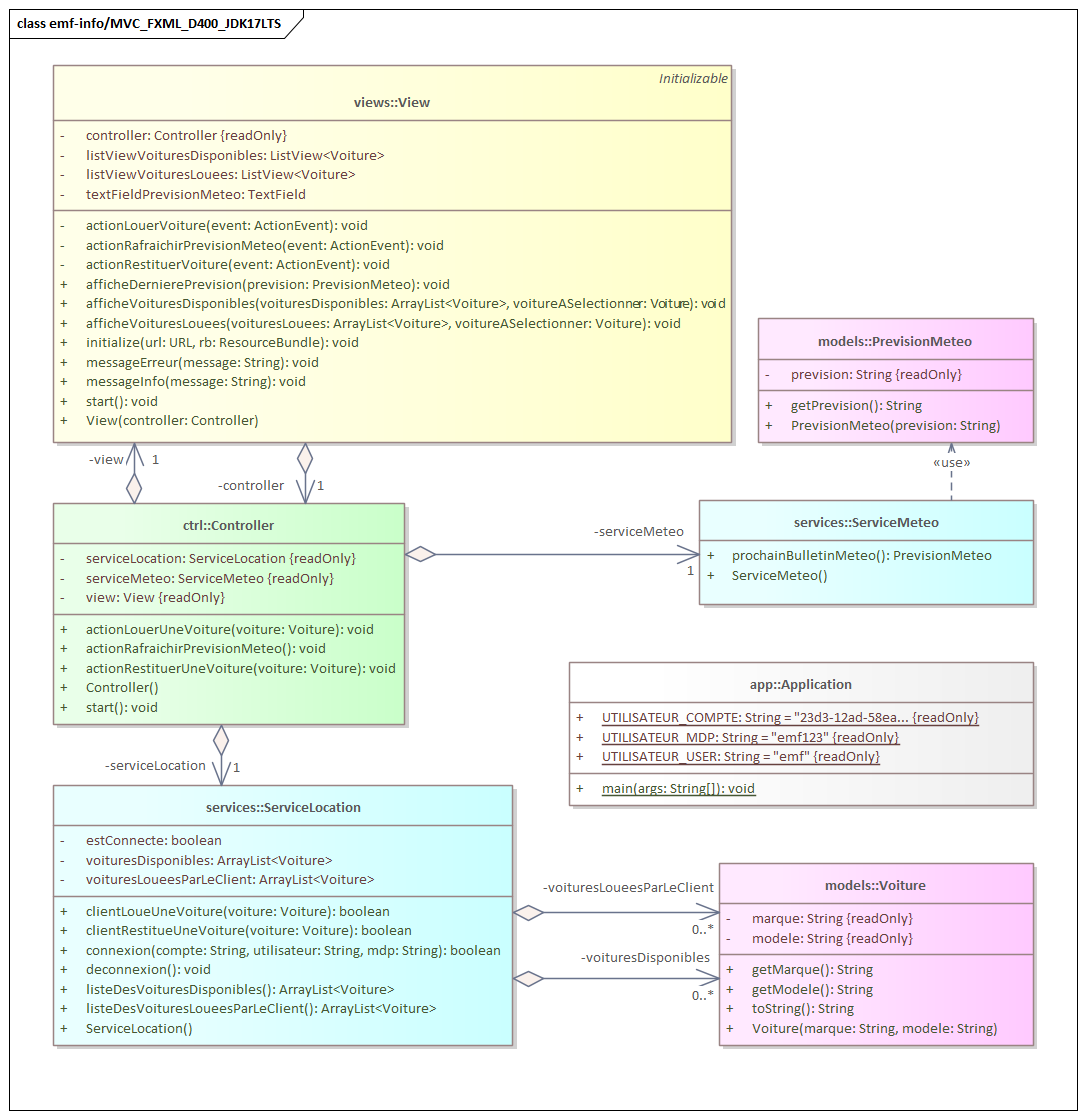 class emf-info/MVC_FXML_D400_JDK17LTS
Initializable
views::View
- controller: Controller {readOnly}
- listViewVoituresDisponibles: ListView<Voiture>
- listViewVoituresLouees: ListView<Voiture>
- textFieldPrevisionMeteo: TextField
- actionLouerVoiture(event: ActionEvent): void
- actionRafraichirPrevisionMeteo(event: ActionEvent): void
- actionRestituerVoiture(event: ActionEvent): void
+ afficheDernierePrevision(prevision: PrevisionMeteo): void
+ afficheVoituresDisponibles(voituresDisponibles: ArrayList<Voiture>, voitureASelectionner: Voiture): void
+ afficheVoituresLouees(voituresLouees: ArrayList<Voiture>, voitureASelectionner: Voiture): void
+ initialize(url: URL, rb: ResourceBundle): void
+ messageErreur(message: String): void
+ messageInfo(message: String): void
+ start(): void
+ View(controller: Controller)
models::PrevisionMeteo
- prevision: String {readOnly}
+ getPrevision(): String
+ PrevisionMeteo(prevision: String)
«use»
-view 1
-controller 1
ctrl::Controller
- serviceLocation: ServiceLocation {readOnly}
- serviceMeteo: ServiceMeteo {readOnly}
- view: View {readOnly}
+ actionLouerUneVoiture(voiture: Voiture): void
+ actionRafraichirPrevisionMeteo(): void
+ actionRestituerUneVoiture(voiture: Voiture): void
+ Controller()
+ start(): void
-serviceMeteo
1
services::ServiceMeteo
+ prochainBulletinMeteo(): PrevisionMeteo
+ ServiceMeteo()
app::Application
+ UTILISATEUR_COMPTE: String = "23d3-12ad-58ea... {readOnly}
+ UTILISATEUR_MDP: String = "emf123" {readOnly}
+ UTILISATEUR_USER: String = "emf" {readOnly}
+ main(args: String[]): void
-serviceLocation 1
services::ServiceLocation
- estConnecte: boolean
- voituresDisponibles: ArrayList<Voiture>
- voituresLoueesParLeClient: ArrayList<Voiture>
+ clientLoueUneVoiture(voiture: Voiture): boolean
+ clientRestitueUneVoiture(voiture: Voiture): boolean
+ connexion(compte: String, utilisateur: String, mdp: String): boolean
+ deconnexion(): void
+ listeDesVoituresDisponibles(): ArrayList<Voiture>
+ listeDesVoituresLoueesParLeClient(): ArrayList<Voiture>
+ ServiceLocation()
-voituresLoueesParLeClient
0..*
-voituresDisponibles
0..*
models::Voiture
- marque: String {readOnly}
- modele: String {readOnly}
+ getMarque(): String
+ getModele(): String
+ toString(): String
+ Voiture(marque: String, modele: String)